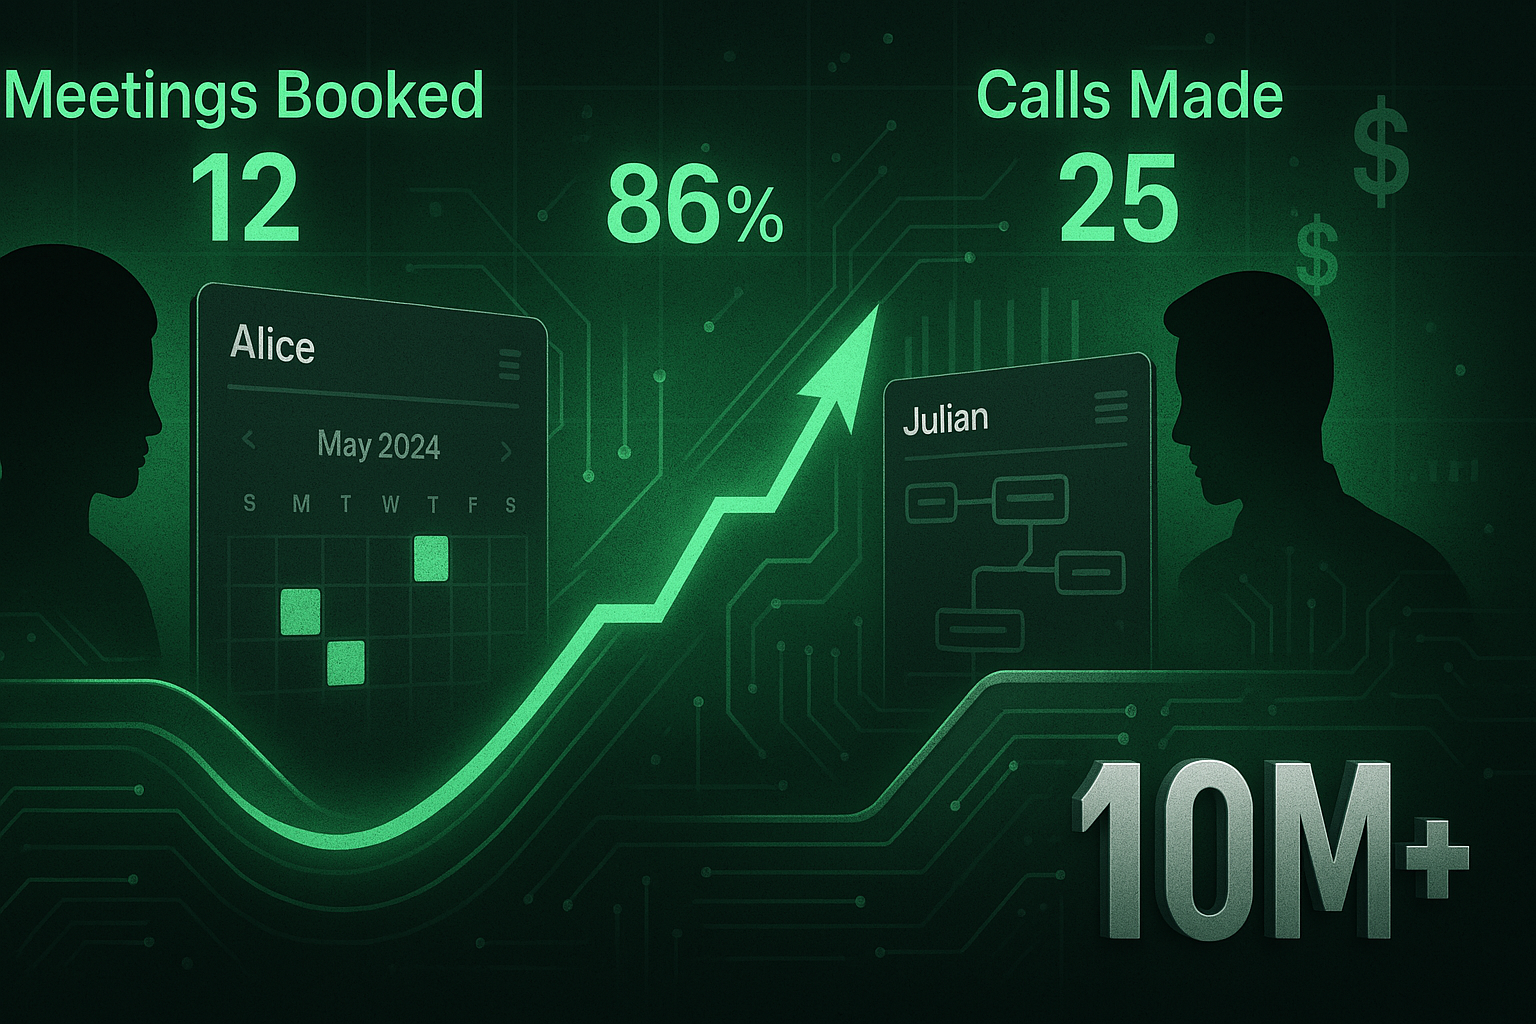 Meetings Booked
12
86%
Calls Made
25
$
$
Alice
< May 2024 >
S M T W T F S
Julian
10M+